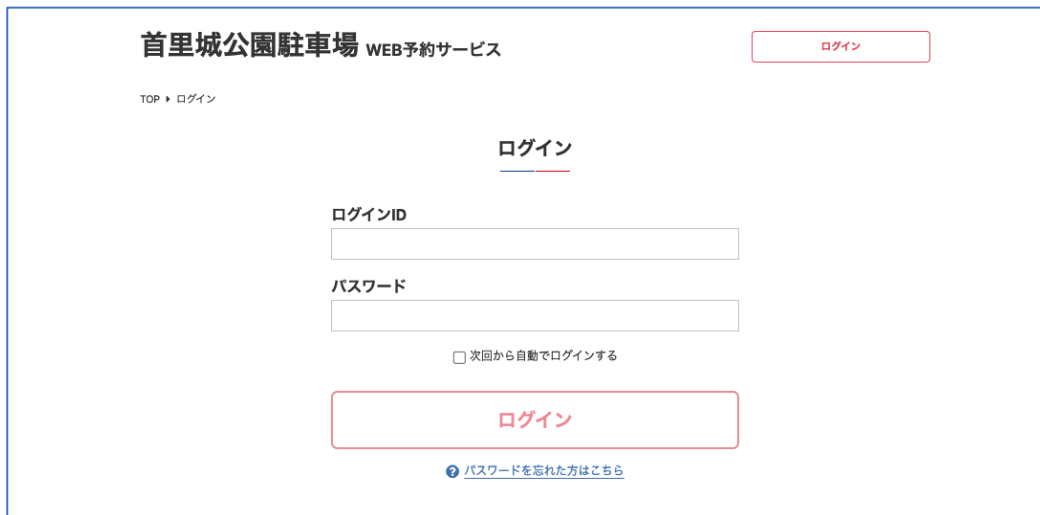 首里城公園駐車場 WEB予約サービス
ログイン
TOP ▸ ログイン
ログイン
ログインID
パスワード
次回から自動でログインする
ログイン
パスワードを忘れた方はこちら